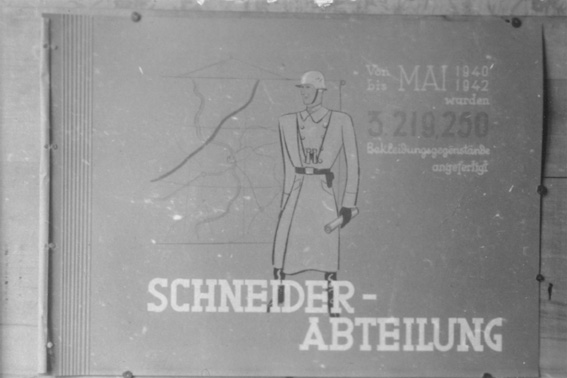 Von
bis MAI 1940
1942
wurden
3 219.250
Bekleidungsgegenstände
angefertigt
SCHNEIDER-
ABTEILUNG